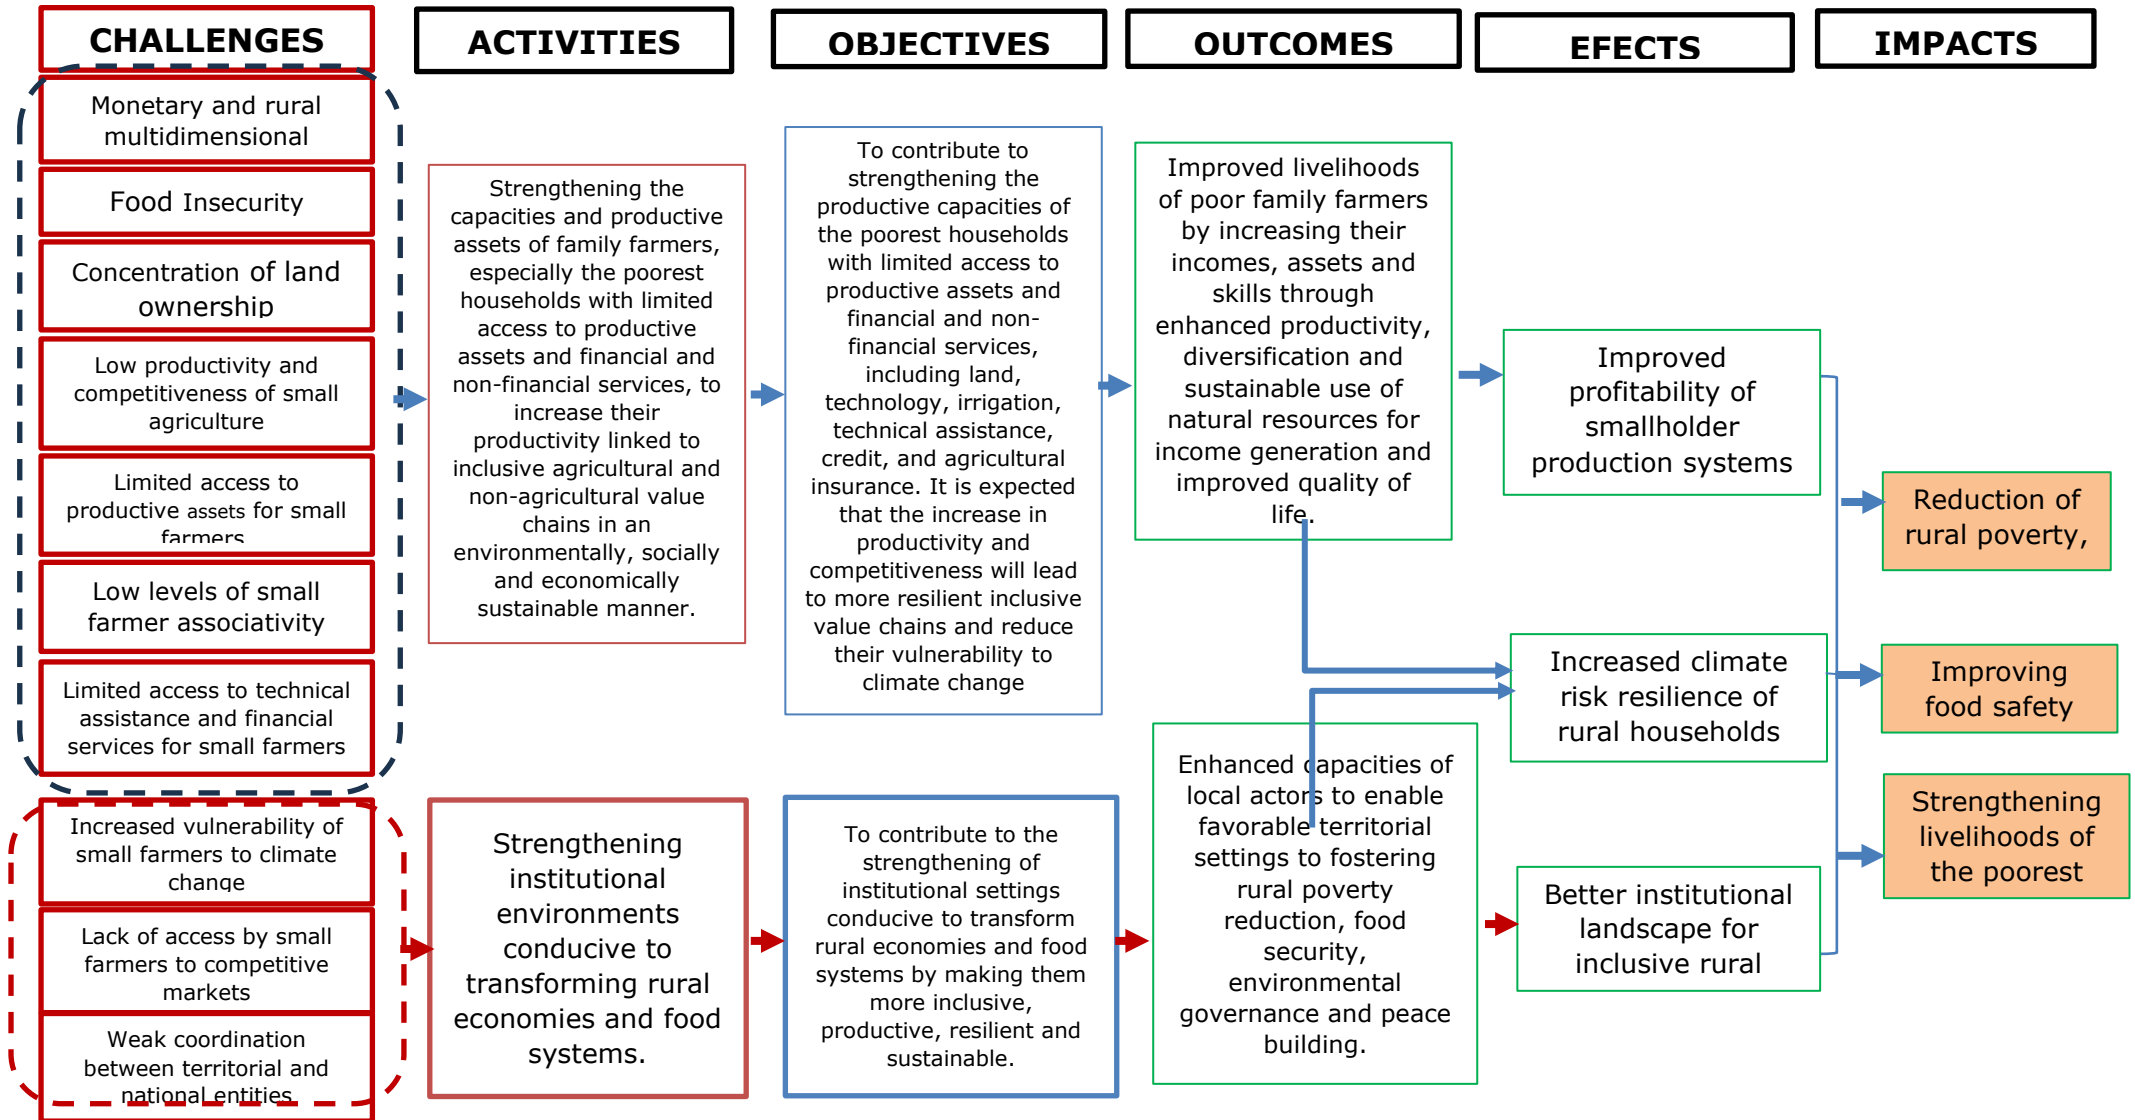 CHALLENGES
Monetary and rural
multidimensional
Food Insecurity
Concentration of land
ownership
Low productivity and
competitiveness of small
agriculture
Limited access to
productive assets for small
farmers
Low levels of small
farmer associativity
Limited access to technical
assistance and financial
services for small farmers
Increased vulnerability of
small farmers to climate
change
Lack of access by small
farmers to competitive
markets
Weak coordination
between territorial and
national entities
ACTIVITIES
Strengthening the
capacities and productive
assets of family farmers,
especially the poorest
households with limited
access to productive
assets and financial and
non-financial services, to
increase their
productivity linked to
inclusive agricultural and
non-agricultural value
chains in an
environmentally, socially
and economically
sustainable manner.
Strengthening
institutional
environments
conducive to
transforming rural
economies and food
systems.
OBJECTIVES
To contribute to
strengthening the
productive capacities of
the poorest households
with limited access to
productive assets and
financial and non-
financial services,
including land,
technology, irrigation,
technical assistance,
credit, and agricultural
insurance. It is expected
that the increase in
productivity and
competitiveness will lead
to more resilient inclusive
value chains and reduce
their vulnerability to
climate change
To contribute to the
strengthening of
institutional settings
conducive to transform
rural economies and food
systems by making them
more inclusive,
productive, resilient and
sustainable.
OUTCOMES
Improved livelihoods
of poor family farmers
by increasing their
incomes, assets and
skills through
enhanced productivity,
diversification and
sustainable use of
natural resources for
income generation and
improved quality of
life.
Enhanced capacities of
local actors to enable
favorable territorial
settings to fostering
rural poverty
reduction, food
security,
environmental
governance and peace
building.
EFECTS
Improved
profitability of
smallholder
production systems
Increased climate
risk resilience of
rural households
Better institutional
landscape for
inclusive rural
IMPACTS
Reduction of
rural poverty,
Improving
food safety
Strengthening
livelihoods of
the poorest